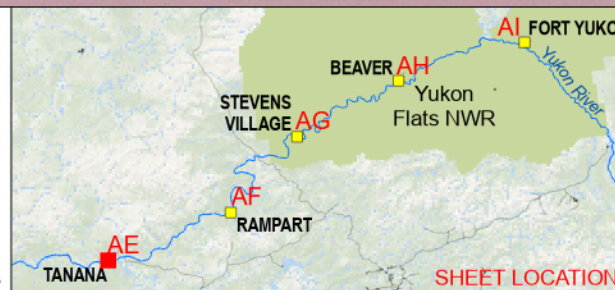 AI FORT YUKO
BEAVER AH
Yukon River
Yukon
Flats NWR
STEVENS
VILLAGE AG
AF
RAMPART
AE
TANANA
SHEET LOCATION